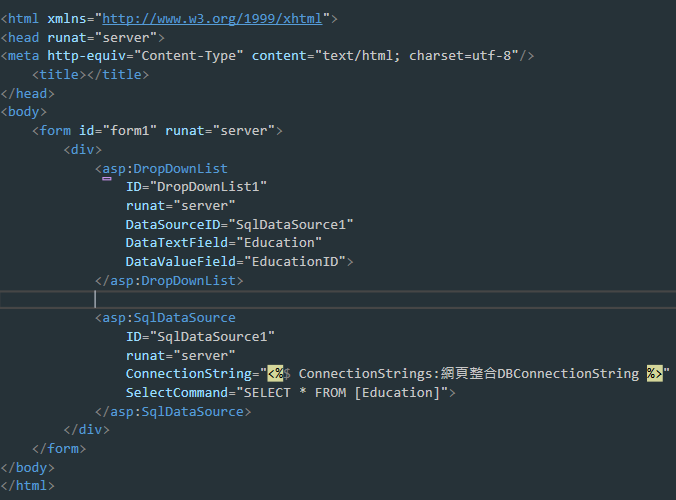 <html xmlns="http://www.w3.org/1999/xhtml">
<head runat="server">
<meta http-equiv="Content-Type" content="text/html; charset=utf-8"/>
    <title></title>
</head>
<body>
    <form id="form1" runat="server">
        <div>
            <asp:DropDownList
                ID="DropDownList1"
                runat="server"
                DataSourceID="SqlDataSource1"
                DataTextField="Education"
                DataValueField="EducationID">
            </asp:DropDownList>
            <asp:SqlDataSource
                ID="SqlDataSource1"
                runat="server"
                ConnectionString="<%$ ConnectionStrings:網頁整合DBConnectionString %>"
                SelectCommand="SELECT * FROM [Education]">
            </asp:SqlDataSource>
        </div>
    </form>
</body>
</html>